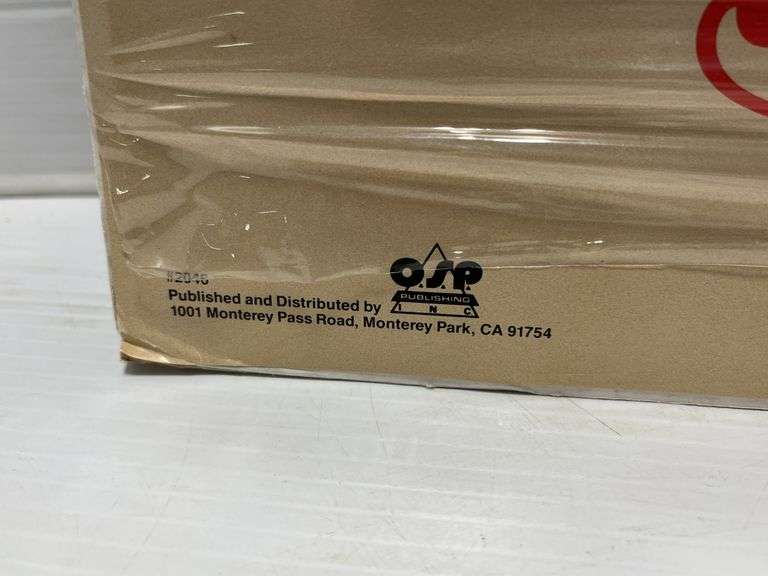 #2046
Published and Distributed by O.S.P. PUBLISHING INC
1001 Monterey Pass Road, Monterey Park, CA 91754